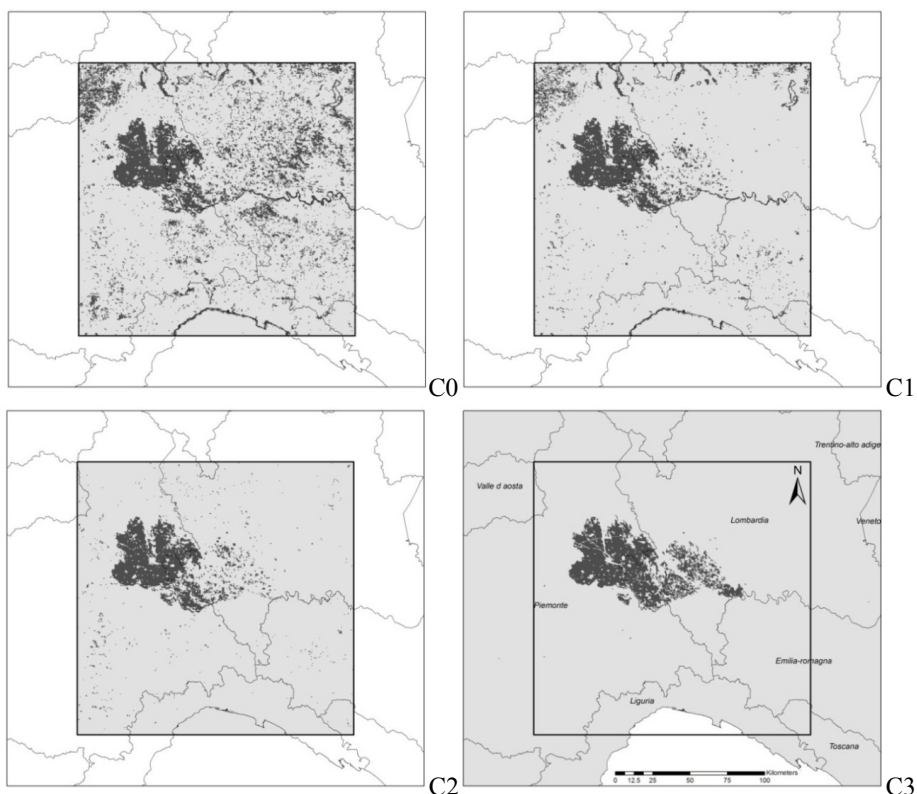 C0
C1
C2
Trentino-alto adige
N
Valle d aosta
Lombardia
Veneto
Piemonte
Emilia-romagna
Liguria
Toscana
0 12.5 25 50 75 100
Kilometers
C3